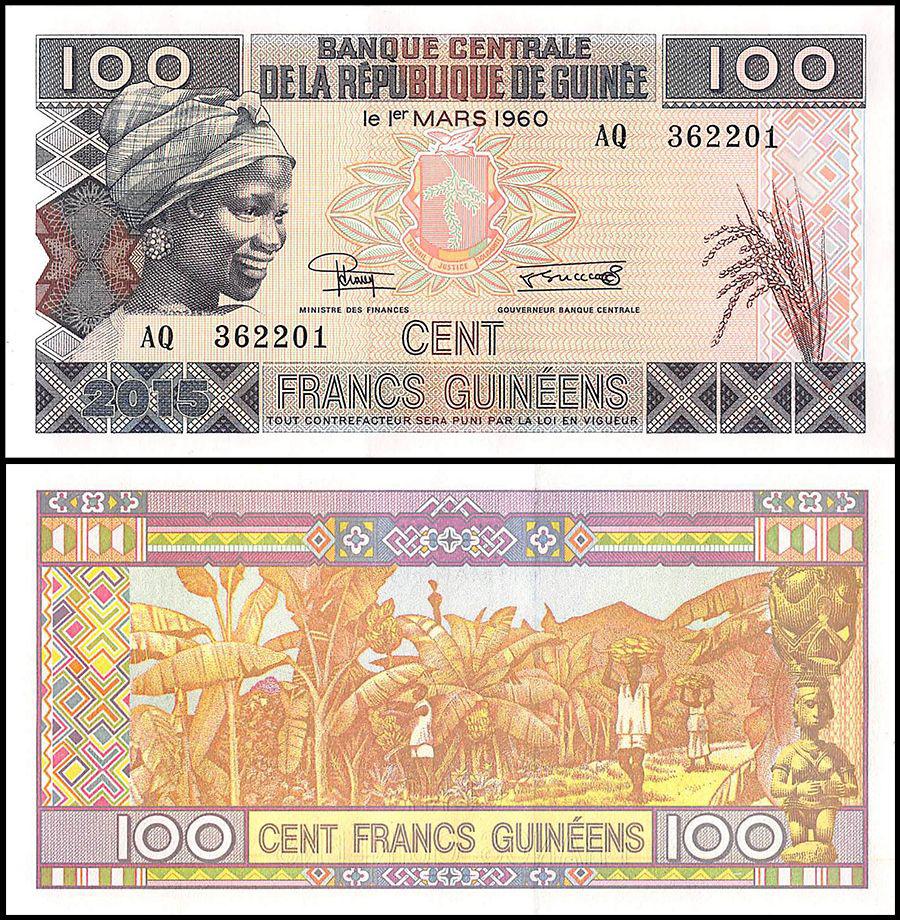 100
BANQUE CENTRALE
DE LA RÉPUBLIQUE DE GUINÉE
100
le 1er MARS 1960
AQ 362201
JUSTICE
MINISTRE DES FINANCES
GOUVERNEUR BANQUE CENTRALE
AQ 362201
CENT
2015
FRANCS GUINÉENS
TOUT CONTREFACTEUR SERA PUNI PAR LA LOI EN VIGUEUR
100
CENT FRANCS GUINÉENS
100